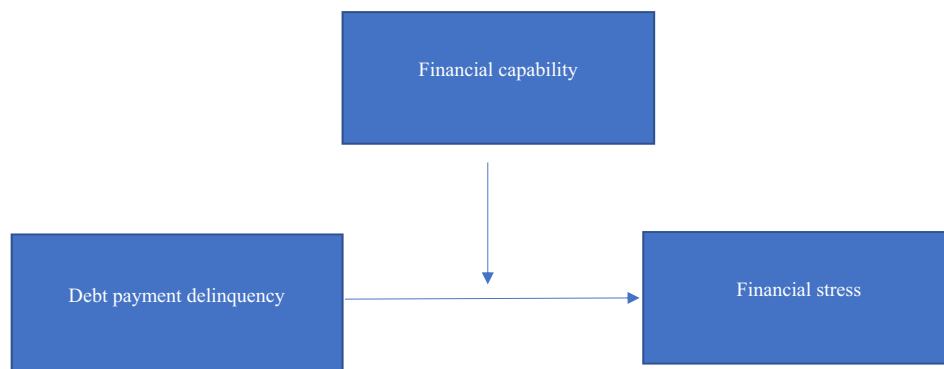 Financial capability
Debt payment delinquency
Financial stress